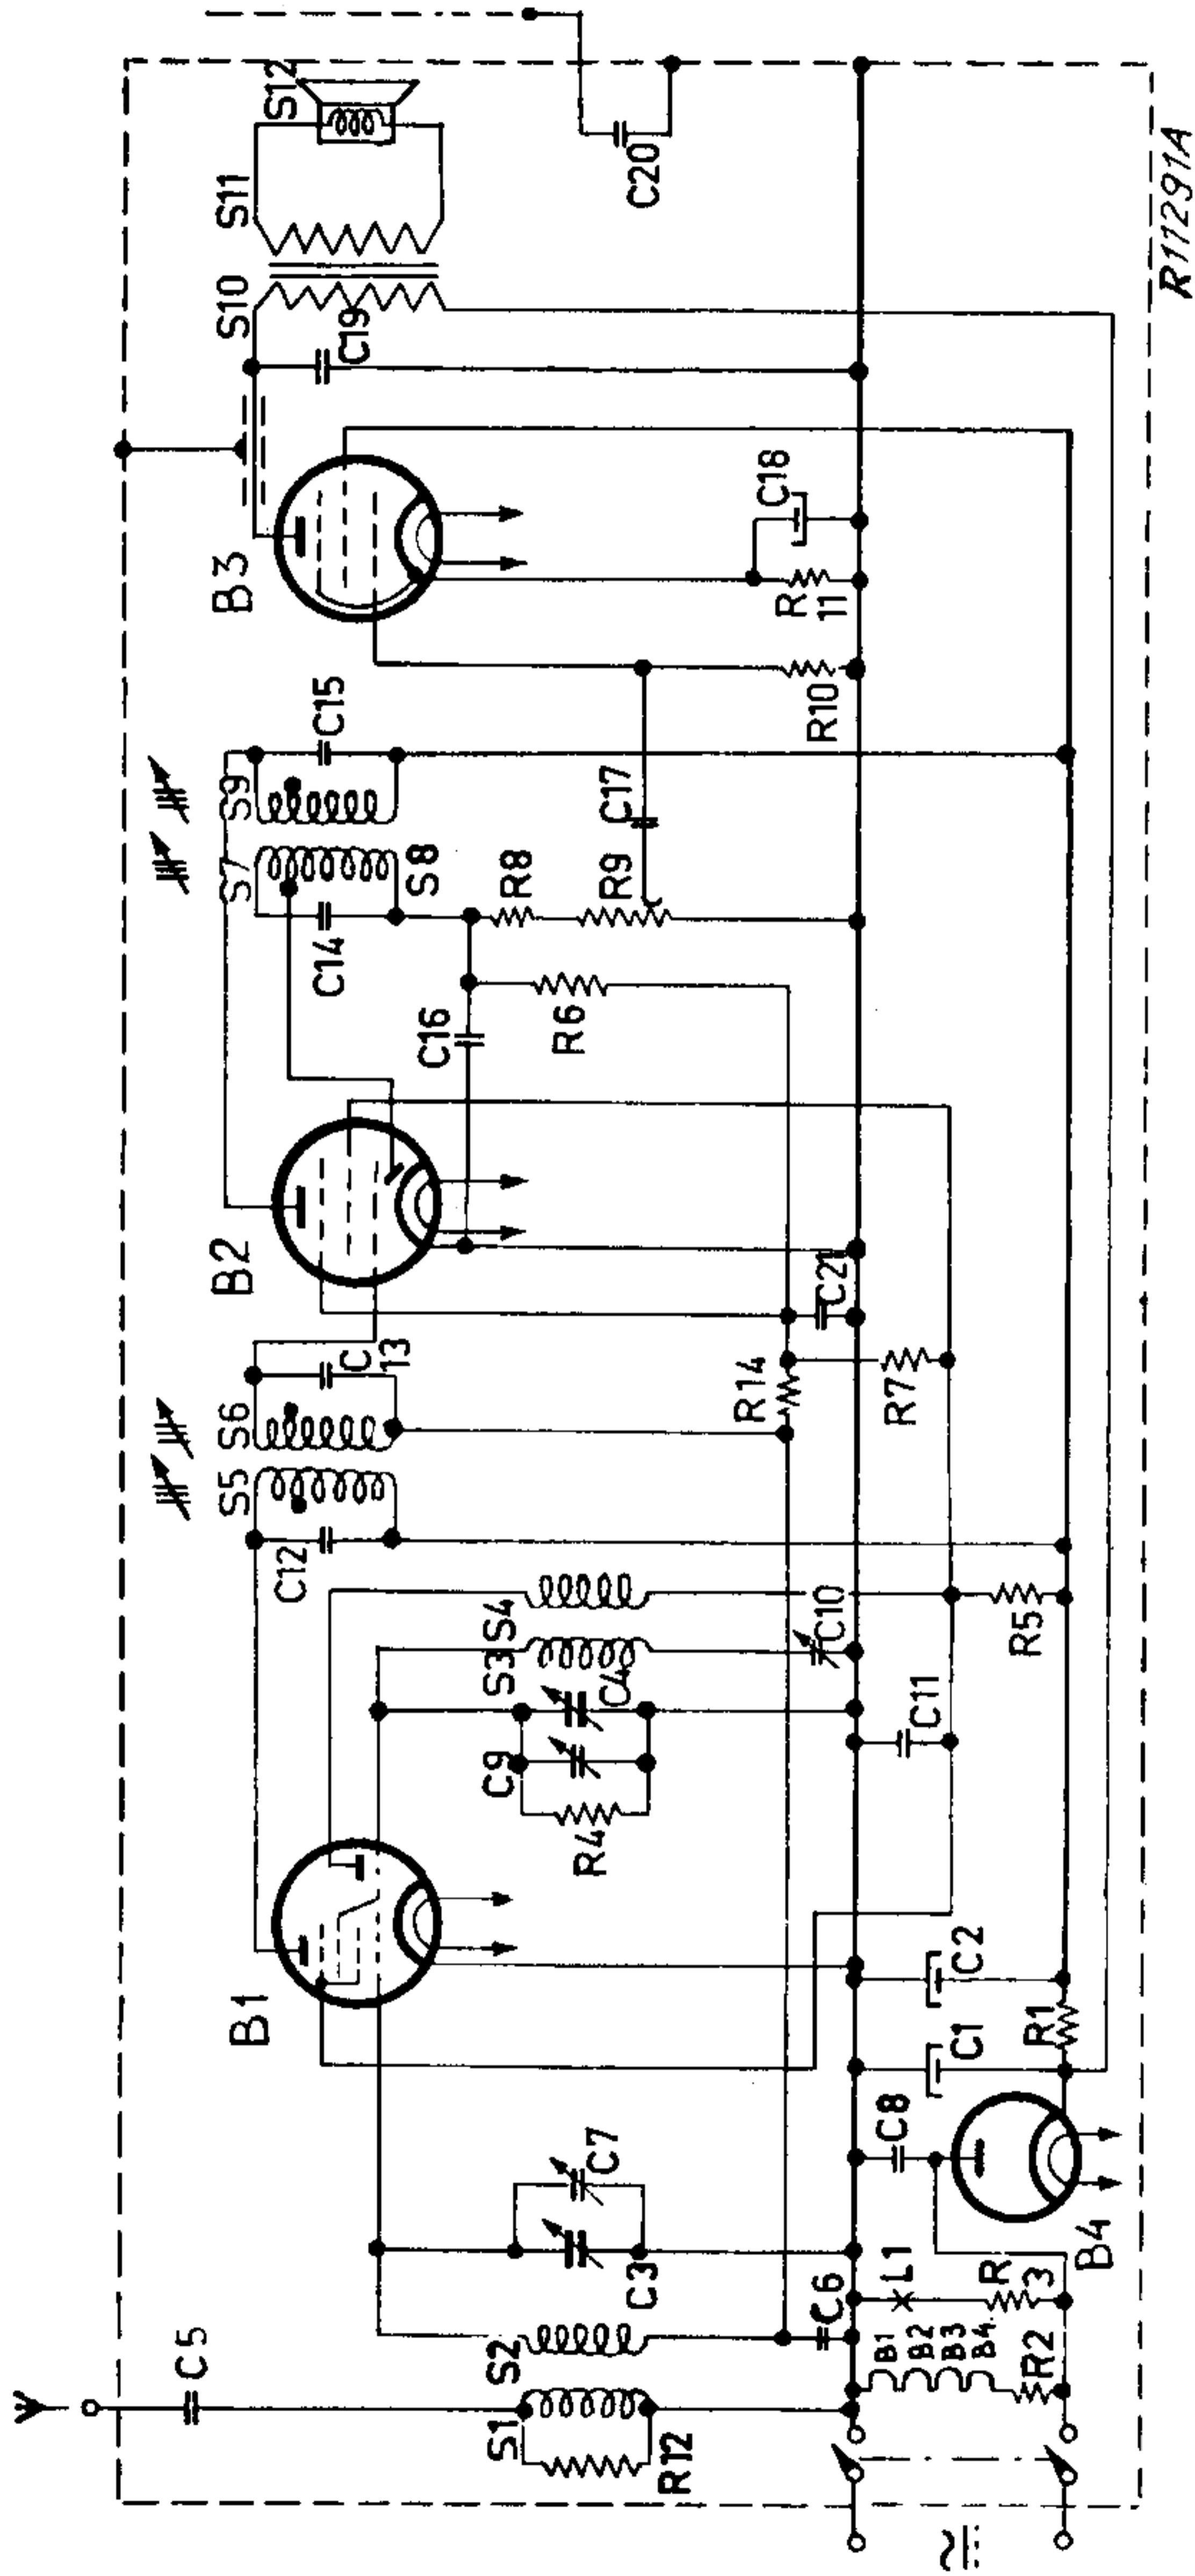 C5
S1
S2
R12
C3
C7
C6
B1
B2
B3
B4
R2
L1
R
3
C8
B4
C1
C2
R1
B1
R4
C9
C4
S3
S4
C10
C11
R5
C12
S5
S6
C
13
R14
R7
C21
B2
C16
R6
C14
S7
S8
S9
C15
R8
R9
C17
R10
B3
R
11
C18
C19
S10
S11
S12
C20
R11291A